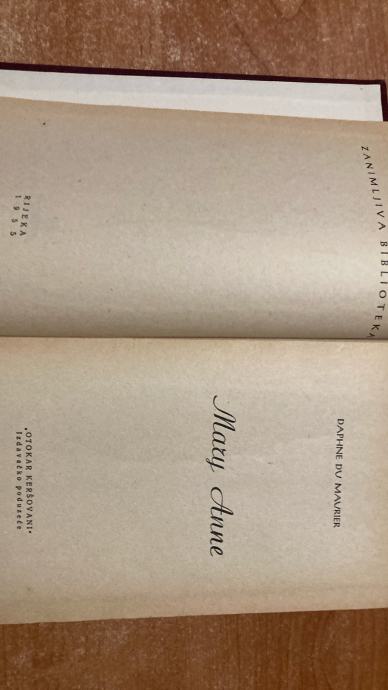 ZANIMLJIVA BIBLIOTEKA
RIJEKA
1955
DAPHNE DU MAURIER
Mary Anne
»OTOKAR KERŠOVANI«
Izdavačko poduzeće